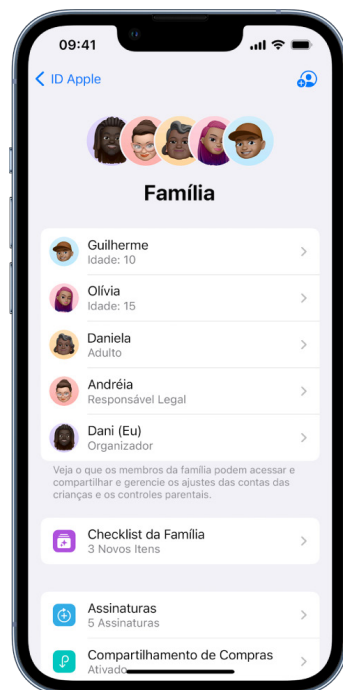 09:41
ID Apple
Família
Guilherme
Idade: 10
Olívia
Idade: 15
Daniela
Adulto
Andréia
Responsável Legal
Dani (Eu)
Organizador
Veja o que os membros da família podem acessar e
compartilhar e gerencie os ajustes das contas das
crianças e os controles parentais.
Checklist da Família
3 Novos Itens
Assinaturas
5 Assinaturas
Compartilhamento de Compras
Ativado